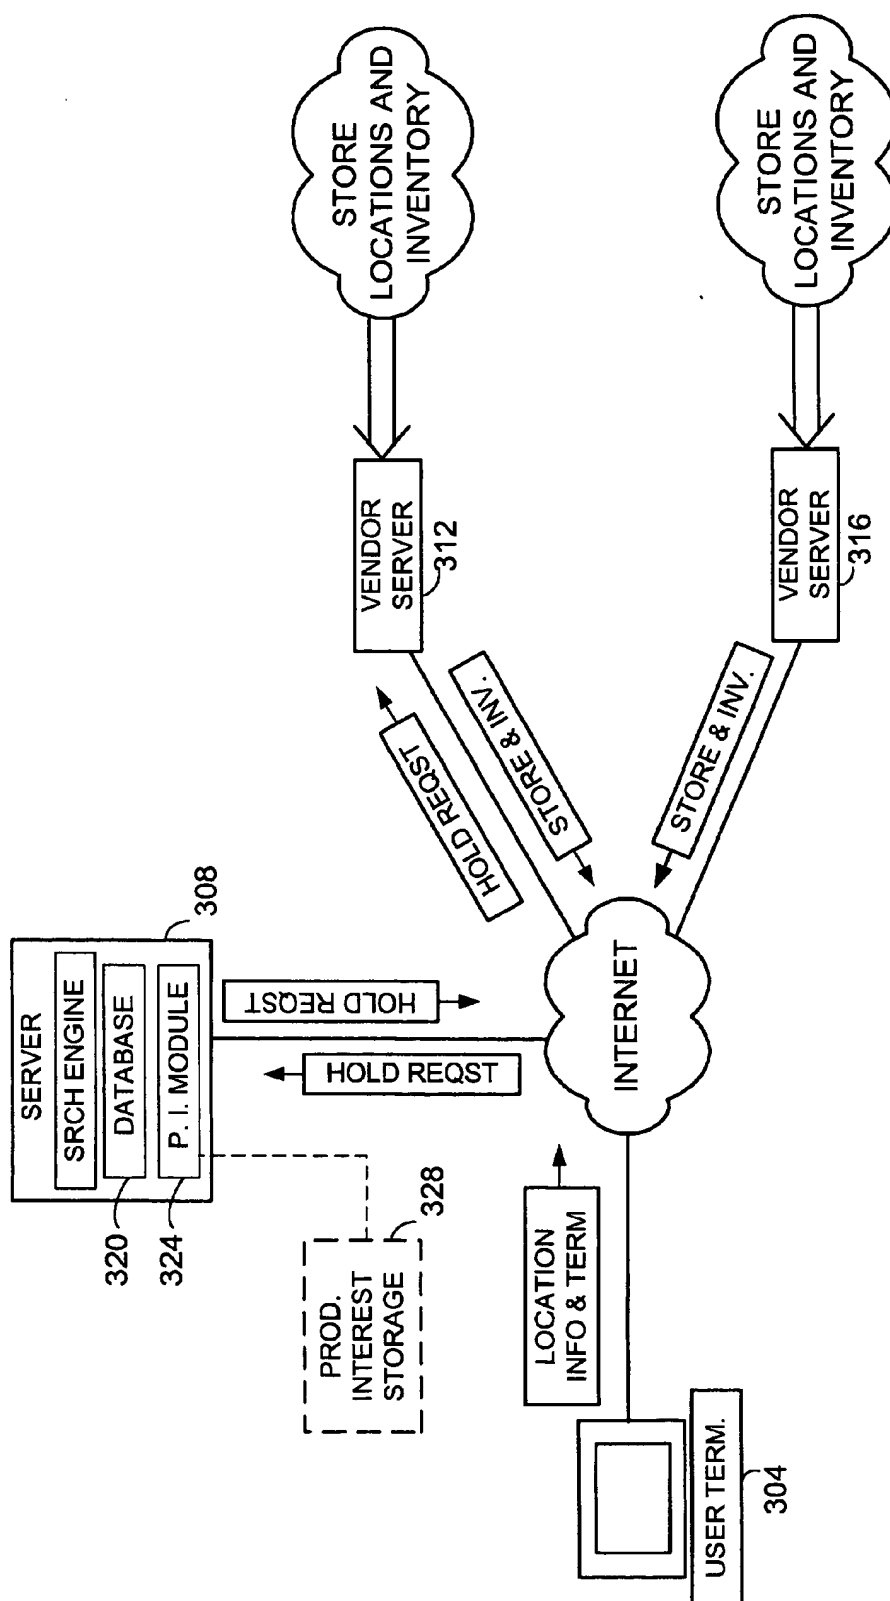 SERVER
SRCH ENGINE
DATABASE
P. I. MODULE
308
320
324
PROD.
INTEREST
STORAGE
328
HOLD REQST
HOLD REQST
LOCATION
INFO & TERM
USER TERM.
304
INTERNET
HOLD REQST
STORE & INV.
STORE & INV.
VENDOR
SERVER
312
VENDOR
SERVER
316
STORE
LOCATIONS AND
INVENTORY
STORE
LOCATIONS AND
INVENTORY